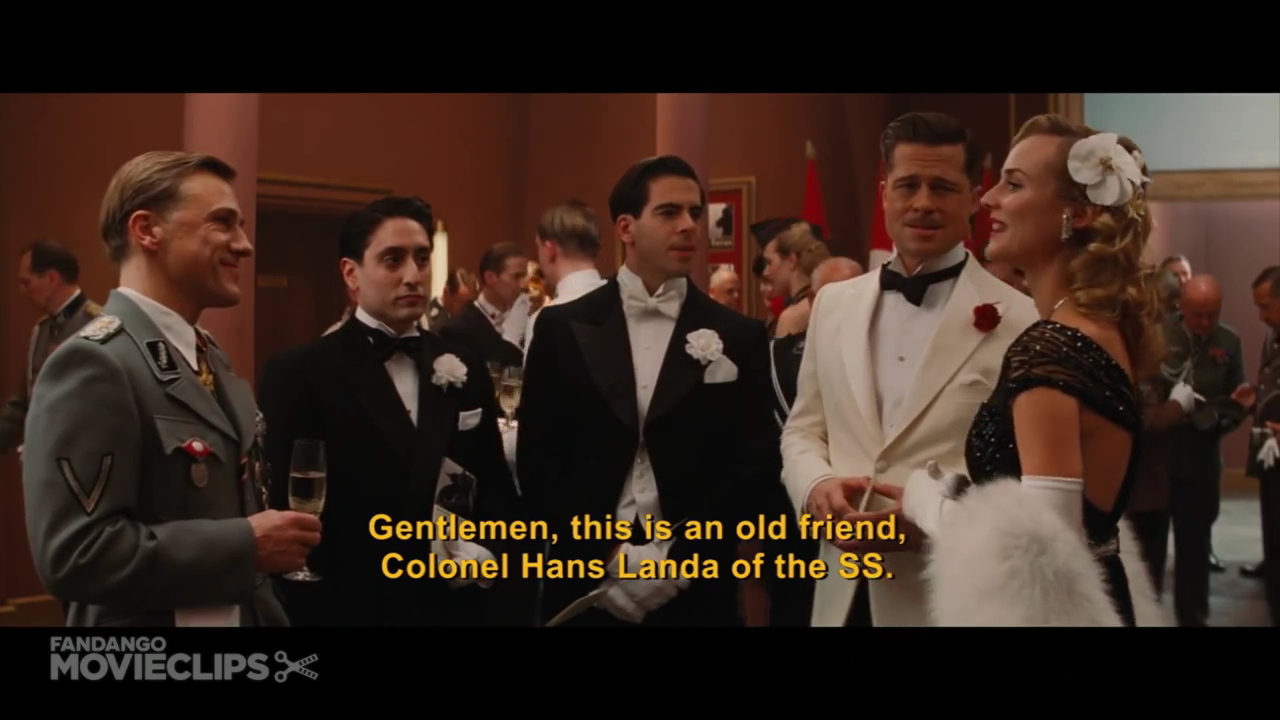 Gentlemen, this is an old friend,
Colonel Hans Landa of the SS.
FANDANGO
MOVIECLIPS